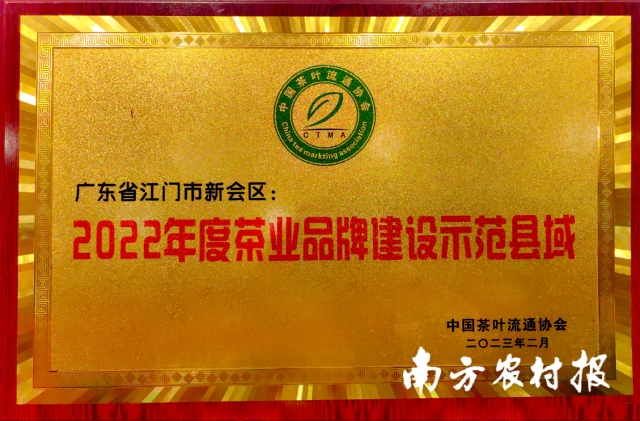 中国茶叶流通协会
CTMA
China tea markting association
广东省江门市新会区：
2022年度茶业品牌建设示范县域
中国茶叶流通协会
二〇二三年二月
南方农村报